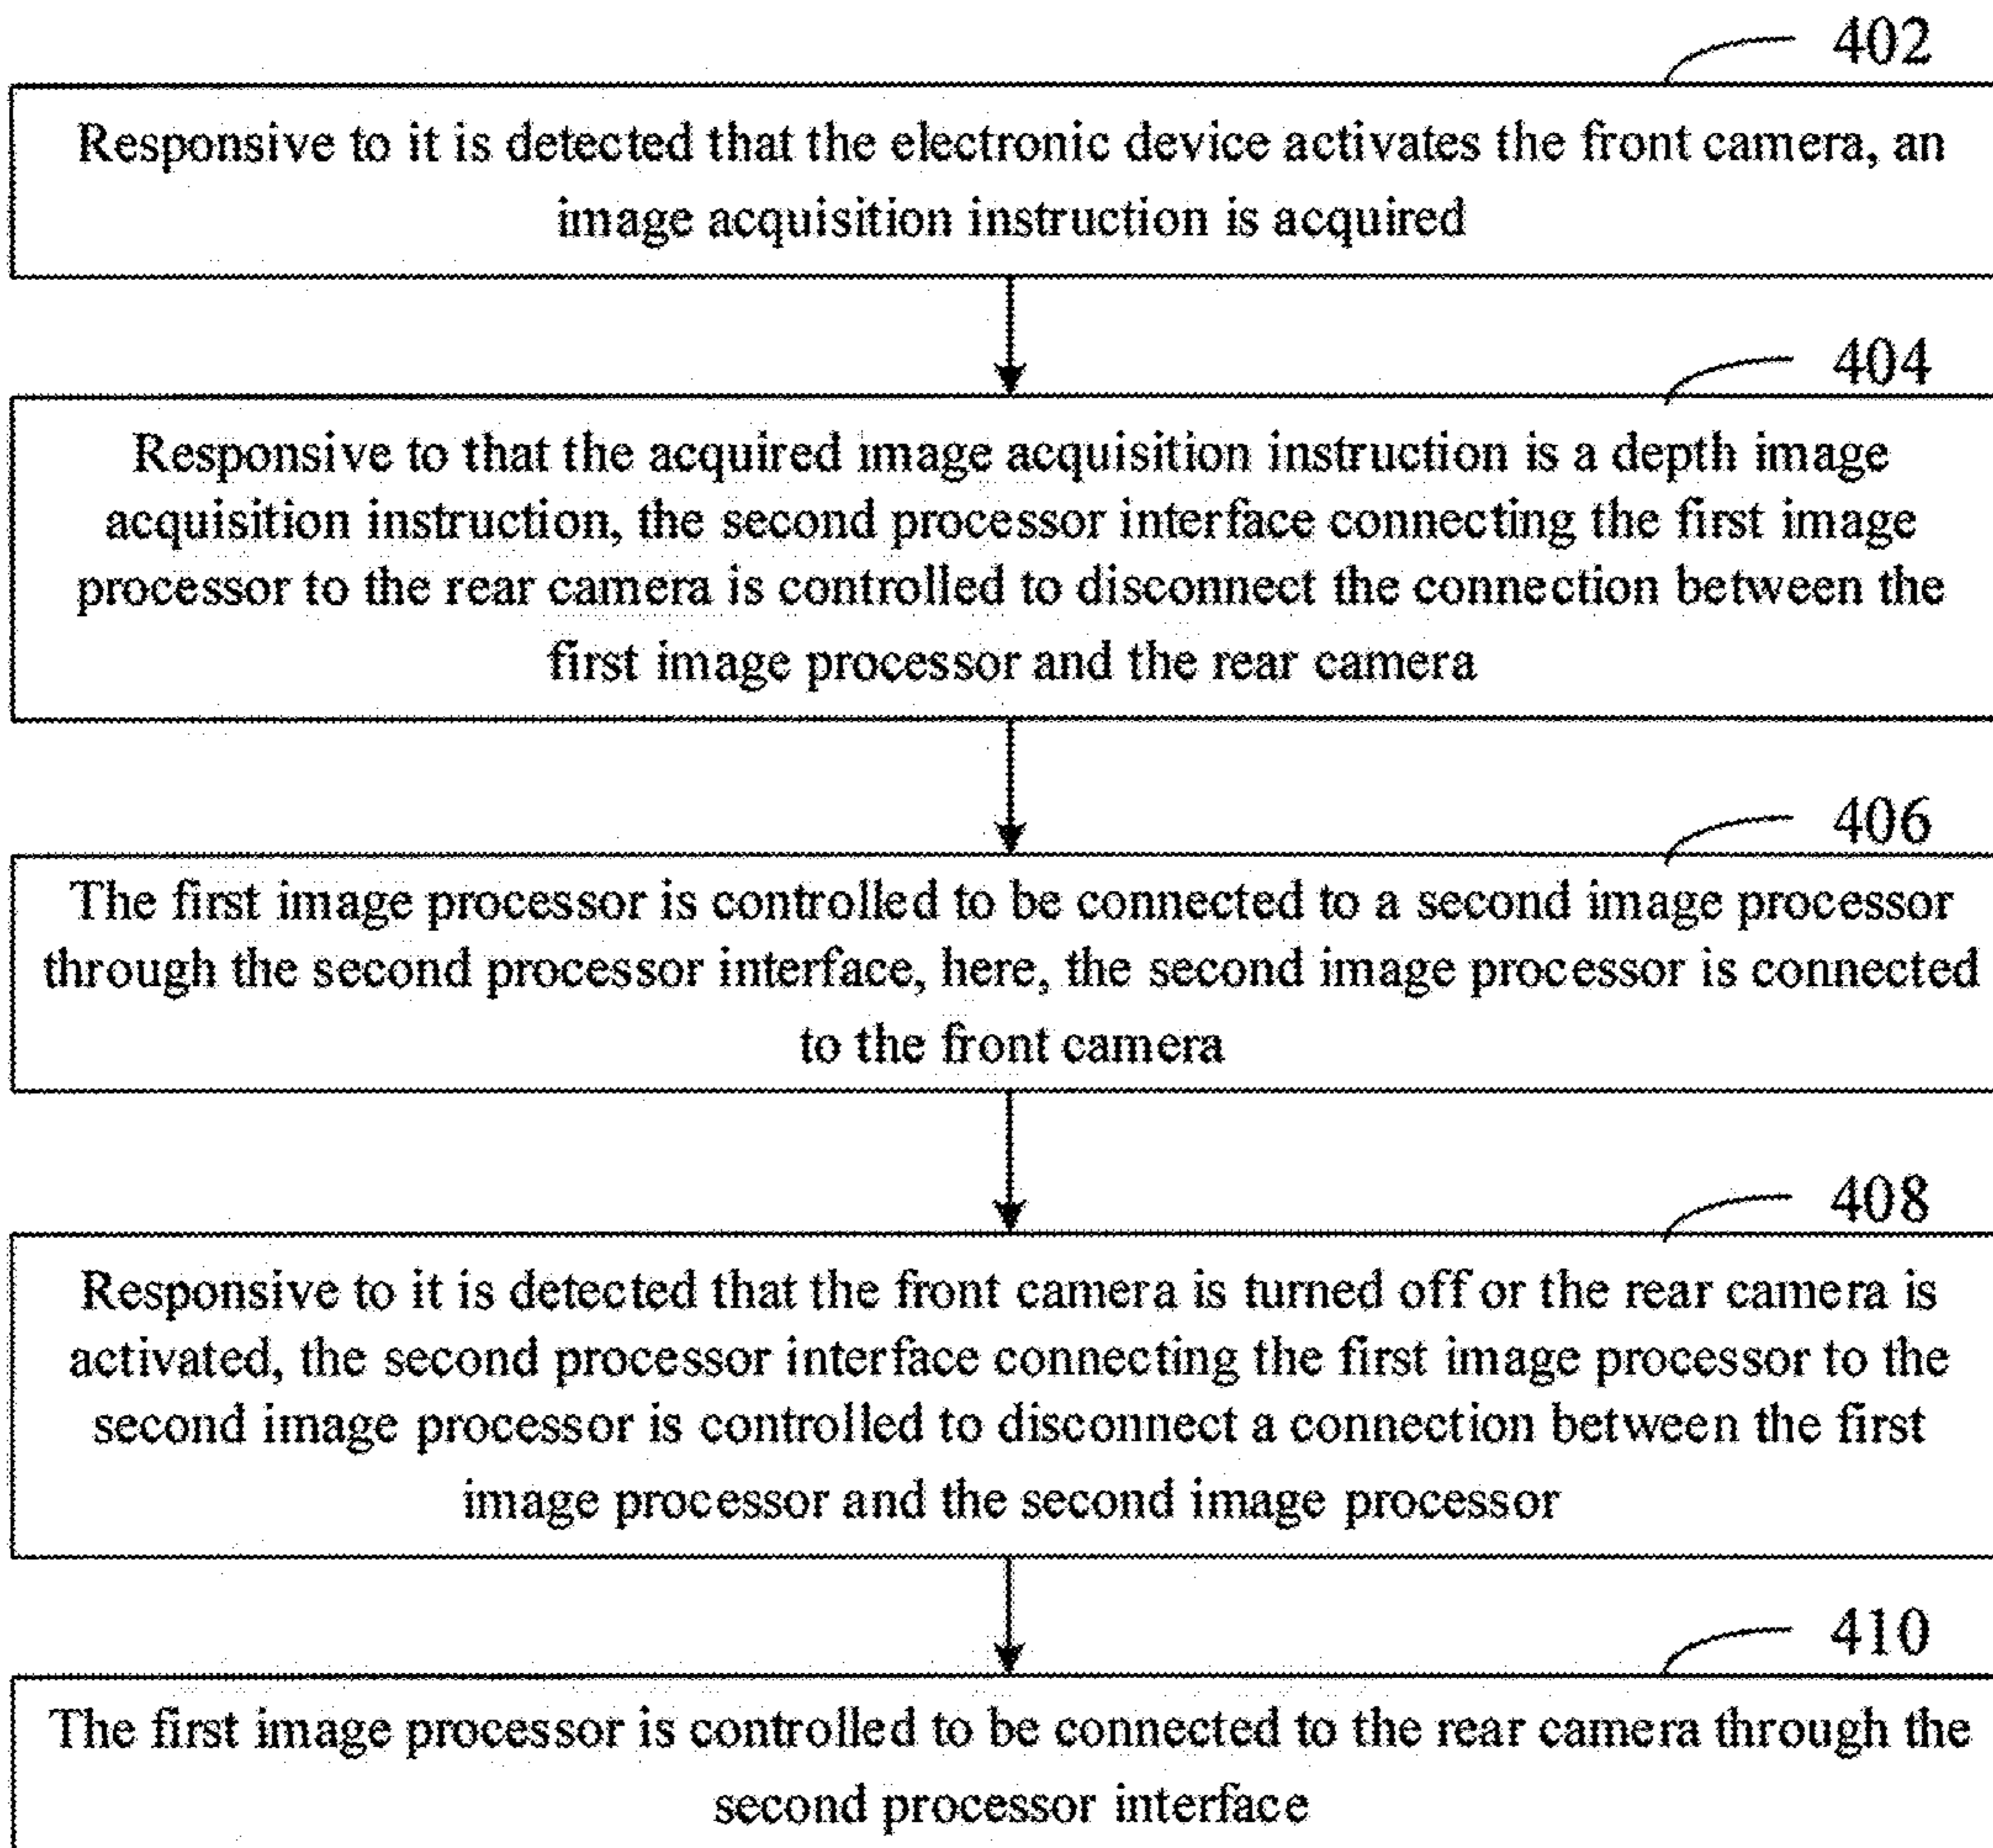 402
Responsive to it is detected that the electronic device activates the front camera, an
image acquisition instruction is acquired
404
Responsive to that the acquired image acquisition instruction is a depth image
acquisition instruction, the second processor interface connecting the first image
processor to the rear camera is controlled to disconnect the connection between the
first image processor and the rear camera
406
The first image processor is controlled to be connected to a second image processor
through the second processor interface, here, the second image processor is connected
to the front camera
408
Responsive to it is detected that the front camera is turned off or the rear camera is
activated, the second processor interface connecting the first image processor to the
second image processor is controlled to disconnect a connection between the first
image processor and the second image processor
410
The first image processor is controlled to be connected to the rear camera through the
second processor interface